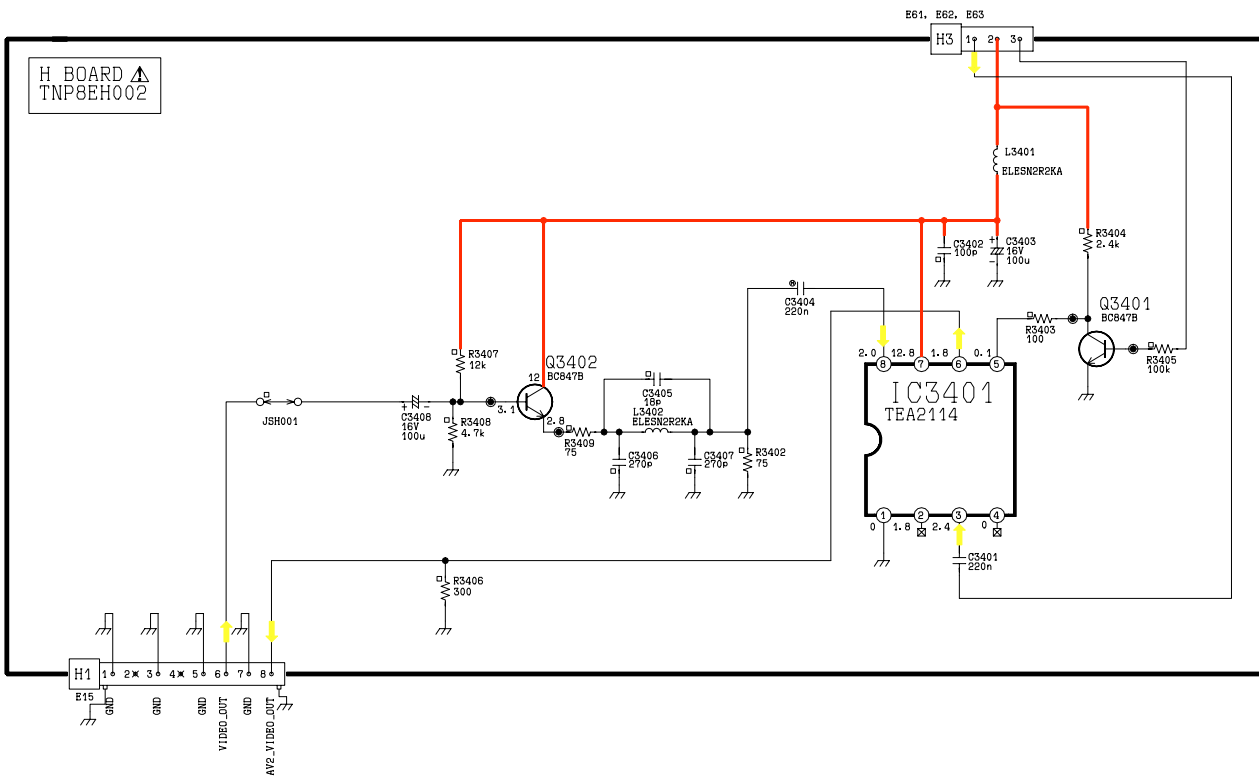 E61, E62, E63
H3 1 2 3
H BOARD ⚠
TNP8EH002
L3401
ELESN2R2KA
C3402
100p
C3403
16V
100u
+
-
R3404
2.4k
Q3401
BC847B
C3404
220n
R3403
100
R3405
100k
2.0 12.8 1.8 0.1
8 7 6 5
IC3401
TEA2114
R3407
12k
Q3402
BC847B
12
3.1
2.8
C3405
18p
L3402
ELESN2R2KA
JSH001
+ -
C3408
16V
100u
R3408
4.7k
R3409
75
C3406
270p
C3407
270p
R3402
75
1 2 3 4
0 1.8 2.4 0
C3401
220n
R3406
300
H1 1 2 3 4 5 6 7 8
E15
GND
GND
GND
VIDEO_OUT
GND
AV2_VIDEO_OUT